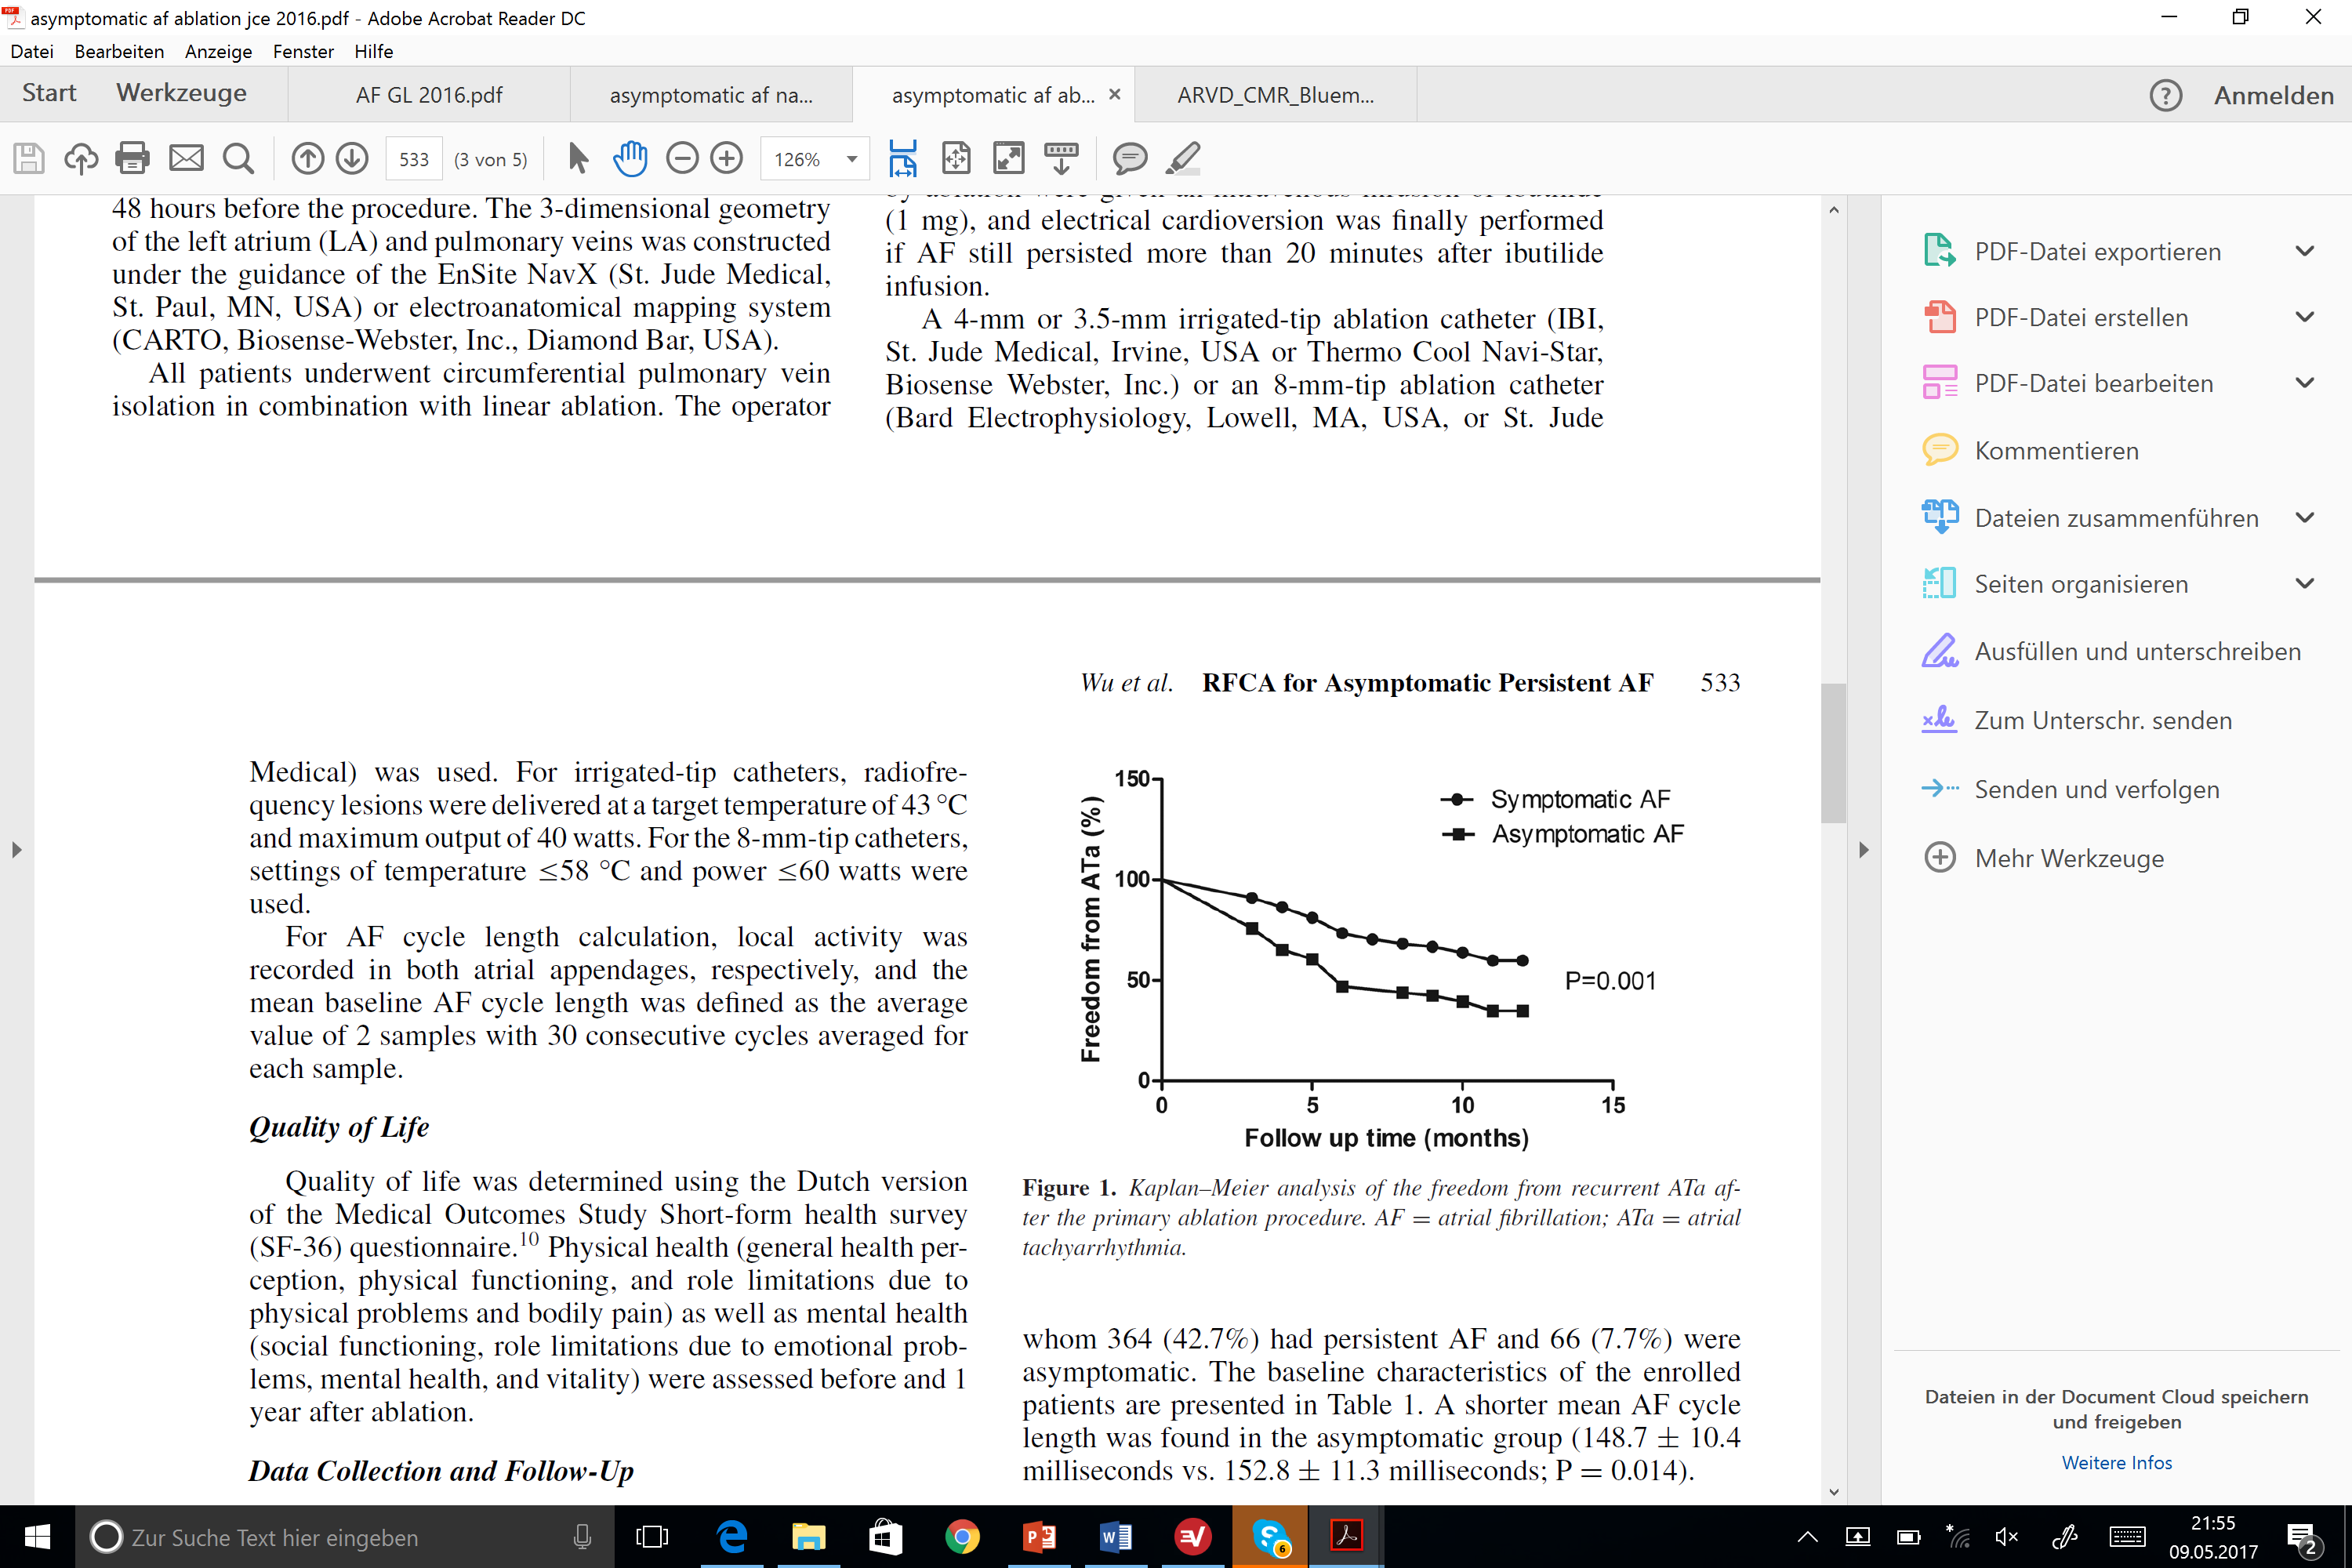 asymptomatic af ablation jce 2016.pdf - Adobe Acrobat Reader DC
Datei Bearbeiten Anzeige Fenster Hilfe
Start Werkzeuge AF GL 2016.pdf asymptomatic af na... asymptomatic af ab... × ARVD_CMR_Bluem... ? Anmelden
533 (3 von 5) 126%
48 hours before the procedure. The 3-dimensional geometry
of the left atrium (LA) and pulmonary veins was constructed
under the guidance of the EnSite NavX (St. Jude Medical,
St. Paul, MN, USA) or electroanatomical mapping system
(CARTO, Biosense-Webster, Inc., Diamond Bar, USA).
All patients underwent circumferential pulmonary vein
isolation in combination with linear ablation. The operator
(1 mg), and electrical cardioversion was finally performed
if AF still persisted more than 20 minutes after ibutilide
infusion.
A 4-mm or 3.5-mm irrigated-tip ablation catheter (IBI,
St. Jude Medical, Irvine, USA or Thermo Cool Navi-Star,
Biosense Webster, Inc.) or an 8-mm-tip ablation catheter
(Bard Electrophysiology, Lowell, MA, USA, or St. Jude
Wu et al. RFCA for Asymptomatic Persistent AF 533
Medical) was used. For irrigated-tip catheters, radiofre-
quency lesions were delivered at a target temperature of 43 °C
and maximum output of 40 watts. For the 8-mm-tip catheters,
settings of temperature ≤58 °C and power ≤60 watts were
used.
For AF cycle length calculation, local activity was
recorded in both atrial appendages, respectively, and the
mean baseline AF cycle length was defined as the average
value of 2 samples with 30 consecutive cycles averaged for
each sample.
Quality of Life
Quality of life was determined using the Dutch version
of the Medical Outcomes Study Short-form health survey
(SF-36) questionnaire.10 Physical health (general health per-
ception, physical functioning, and role limitations due to
physical problems and bodily pain) as well as mental health
(social functioning, role limitations due to emotional prob-
lems, mental health, and vitality) were assessed before and 1
year after ablation.
Data Collection and Follow-Up
Freedom from ATa (%)
150
100
50
0
0 5 10 15
Follow up time (months)
Symptomatic AF
Asymptomatic AF
P=0.001
Figure 1. Kaplan–Meier analysis of the freedom from recurrent ATa af-
ter the primary ablation procedure. AF = atrial fibrillation; ATa = atrial
tachyarrhythmia.
whom 364 (42.7%) had persistent AF and 66 (7.7%) were
asymptomatic. The baseline characteristics of the enrolled
patients are presented in Table 1. A shorter mean AF cycle
length was found in the asymptomatic group (148.7 ± 10.4
milliseconds vs. 152.8 ± 11.3 milliseconds; P = 0.014).
PDF-Datei exportieren
PDF-Datei erstellen
PDF-Datei bearbeiten
Kommentieren
Dateien zusammenführen
Seiten organisieren
Ausfüllen und unterschreiben
Zum Unterschr. senden
Senden und verfolgen
Mehr Werkzeuge
Dateien in der Document Cloud speichern
und freigeben
Weitere Infos
Zur Suche Text hier eingeben
6
21:55
09.05.2017
2